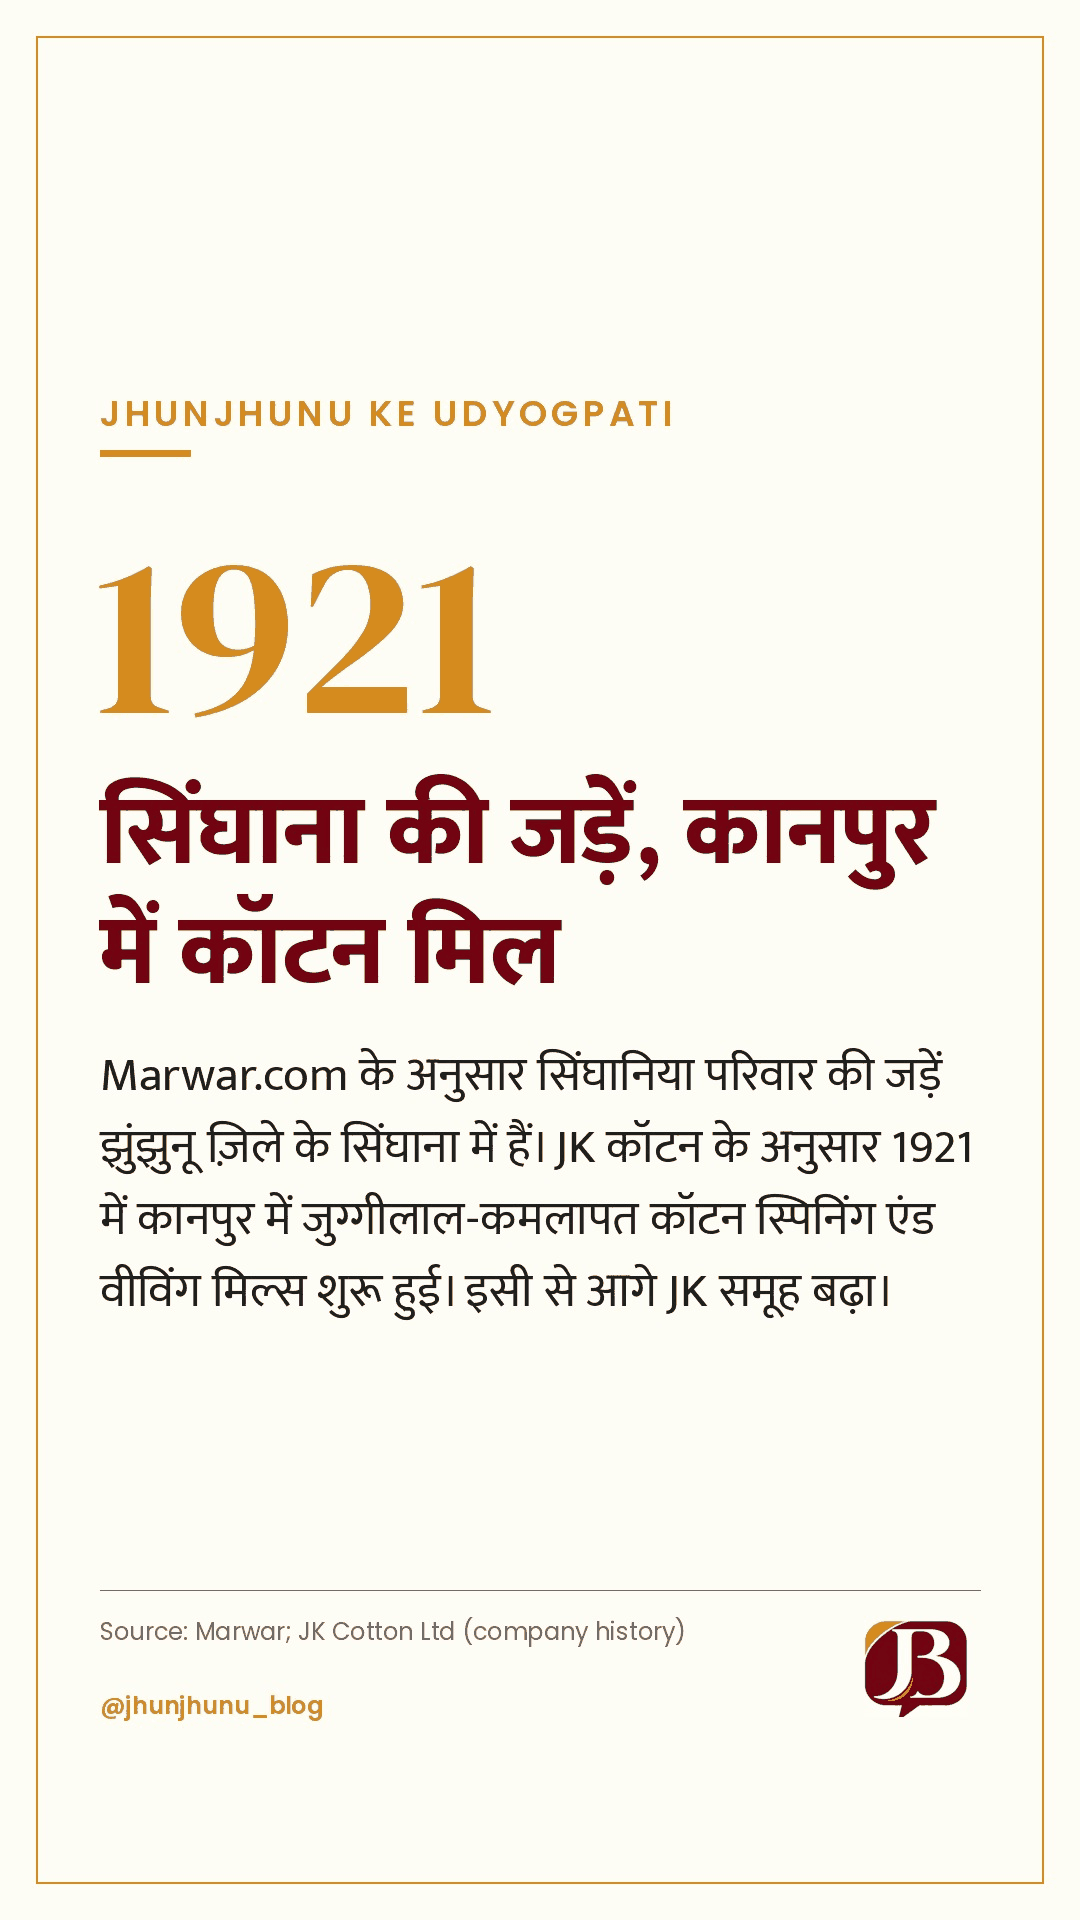 JHUNJHUNU KE UDYOGPATI
1921
सिंघाना की जड़ें, कानपुर
में कॉटन मिल
Marwar.com के अनुसार सिंघानिया परिवार की जड़ें
झुंझुनू ज़िले के सिंघाना में हैं। JK कॉटन के अनुसार 1921
में कानपुर में जुग्गीलाल-कमलापत कॉटन स्पिनिंग एंड
वीविंग मिल्स शुरू हुई। इसी से आगे JK समूह बढ़ा।
Source: Marwar; JK Cotton Ltd (company history)
@jhunjhunu_blog
JB